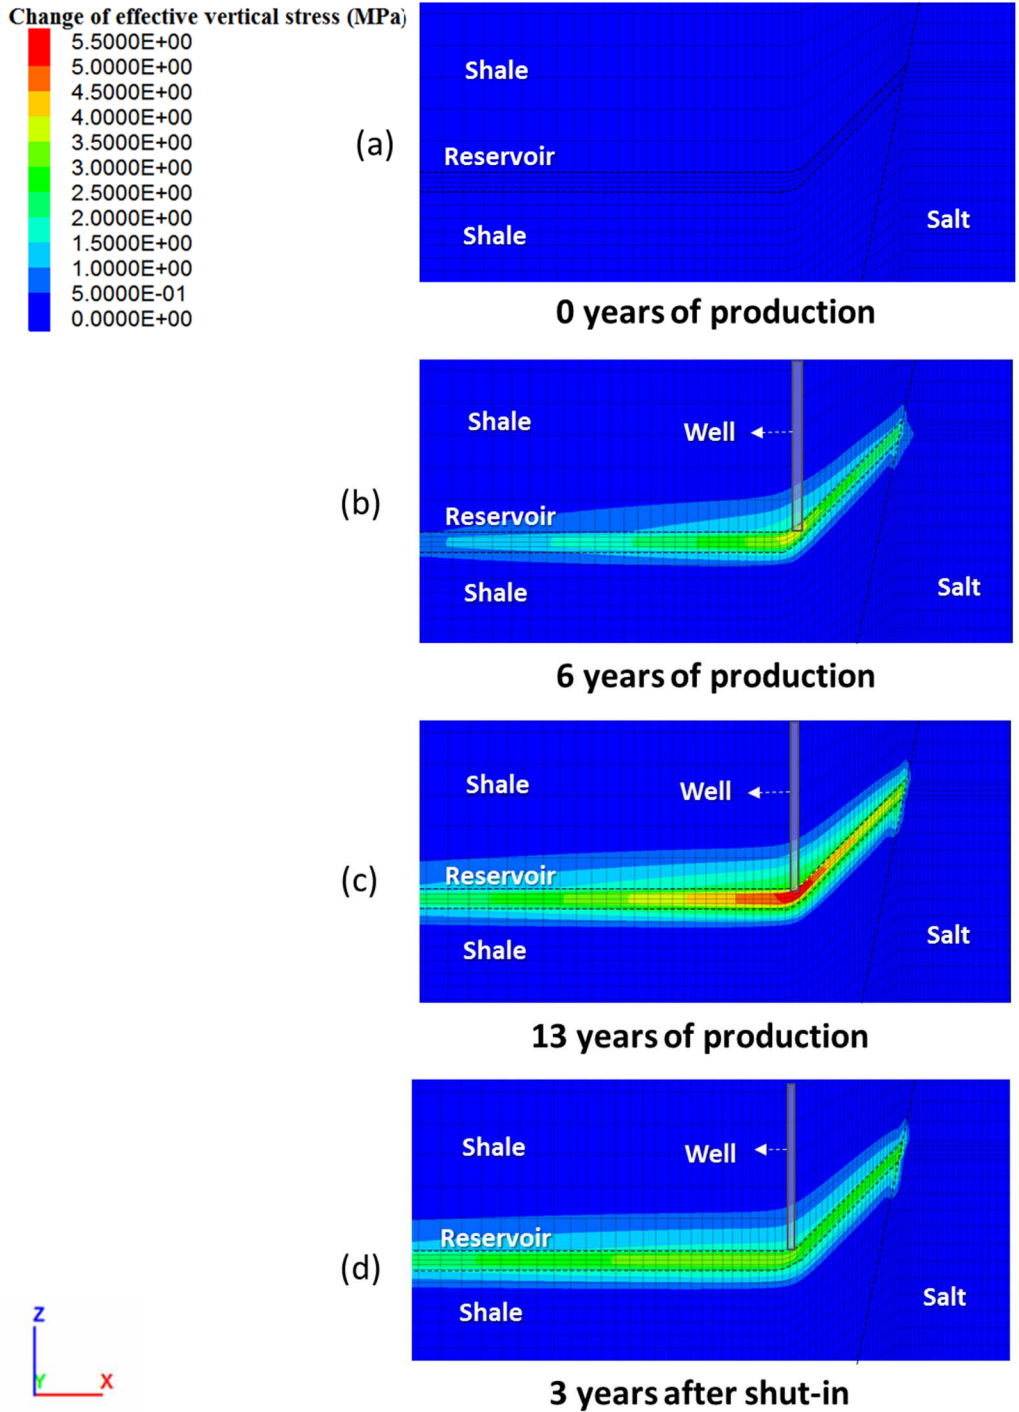 Change of effective vertical stress (MPa)
5.5000E+00
5.0000E+00
4.5000E+00
4.0000E+00
3.5000E+00
3.0000E+00
2.5000E+00
2.0000E+00
1.5000E+00
1.0000E+00
5.0000E-01
0.0000E+00
(a)
Shale
Reservoir
Shale
Salt
0 years of production
(b)
Shale
Well
Reservoir
Shale
Salt
6 years of production
(c)
Shale
Well
Reservoir
Shale
Salt
13 years of production
(d)
Shale
Well
Reservoir
Shale
Salt
3 years after shut-in
Z
Y
X